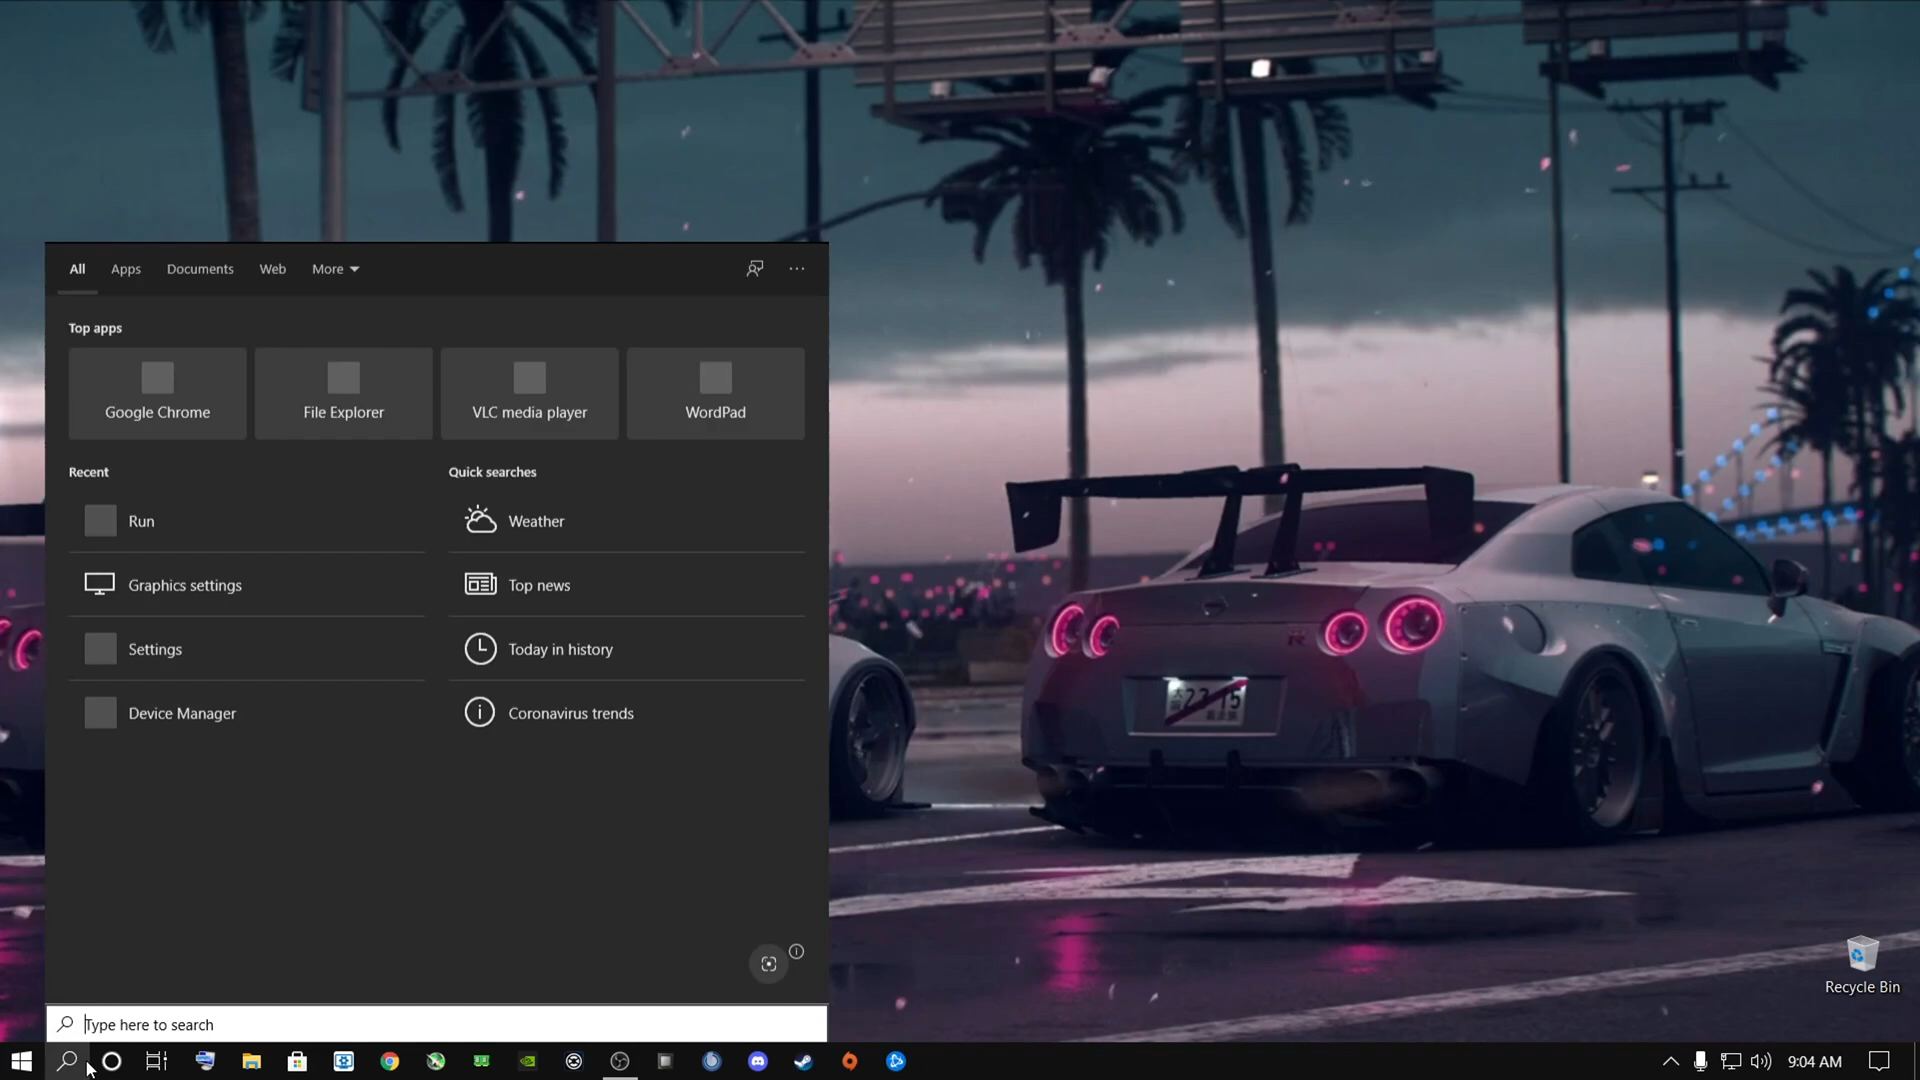 All Apps Documents Web More
Top apps
Google Chrome File Explorer VLC media player WordPad
Recent Quick searches
Run Weather
Graphics settings Top news
Settings Today in history
Device Manager Coronavirus trends
Type here to search
Recycle Bin
9:04 AM